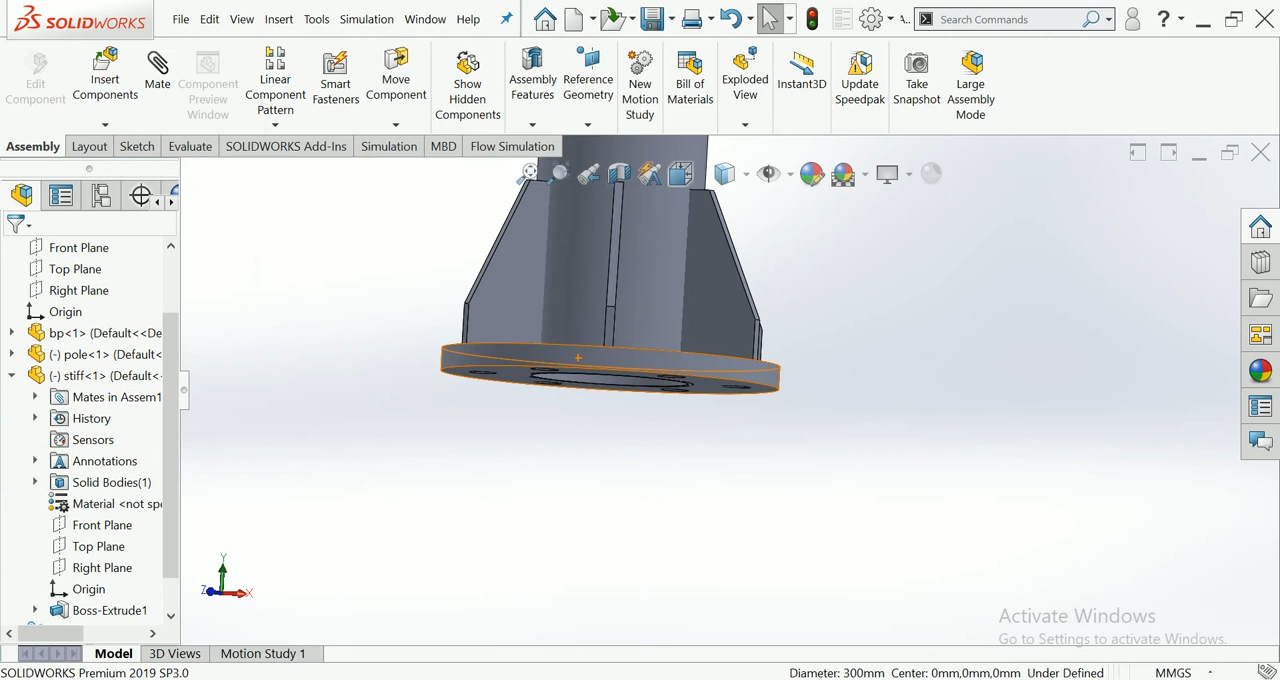 SOLIDWORKS File Edit View Insert Tools Simulation Window Help Search Commands
Edit Component
Insert Components
Mate
Component Preview Window
Linear Component Pattern
Smart Fasteners
Move Component
Show Hidden Components
Assembly Features
Reference Geometry
New Motion Study
Bill of Materials
Exploded View
Instant3D
Update Speedpak
Take Snapshot
Large Assembly Mode
Assembly Layout Sketch Evaluate SOLIDWORKS Add-Ins Simulation MBD Flow Simulation
Front Plane
Top Plane
Right Plane
Origin
bp<1> (Default<<De
(-) pole<1> (Default<
(-) stiff<1> (Default<
Mates in Assem1
History
Sensors
Annotations
Solid Bodies(1)
Material <not spe
Front Plane
Top Plane
Right Plane
Origin
Boss-Extrude1
Y
Z X
Activate Windows
Go to Settings to activate Windows.
Model 3D Views Motion Study 1
SOLIDWORKS Premium 2019 SP3.0 Diameter: 300mm Center: 0mm,0mm,0mm Under Defined MMGS